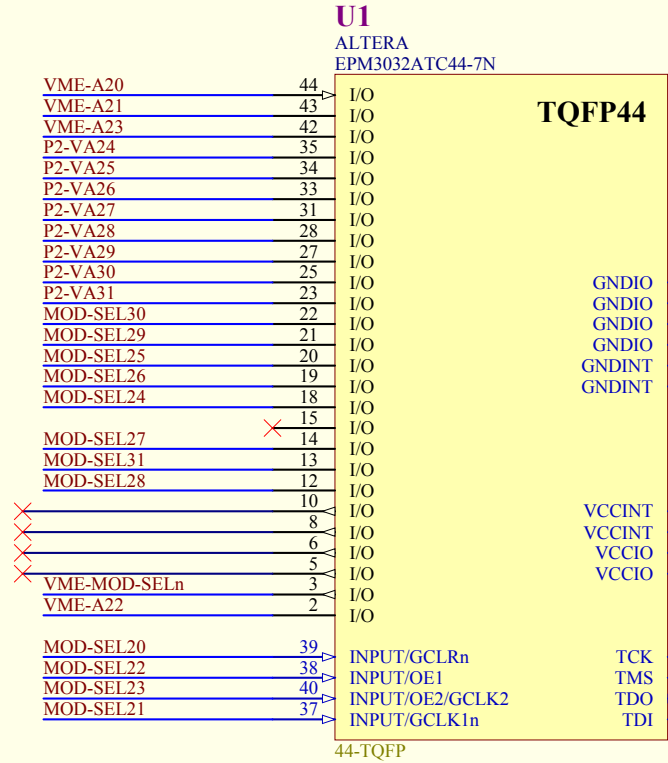 U1
ALTERA
EPM3032ATC44-7N
TQFP44
VME-A20 44 I/O
VME-A21 43 I/O
VME-A23 42 I/O
P2-VA24 35 I/O
P2-VA25 34 I/O
P2-VA26 33 I/O
P2-VA27 31 I/O
P2-VA28 28 I/O
P2-VA29 27 I/O
P2-VA30 25 I/O GNDIO
P2-VA31 23 I/O GNDIO
MOD-SEL30 22 I/O GNDIO
MOD-SEL29 21 I/O GNDIO
MOD-SEL25 20 I/O GNDINT
MOD-SEL26 19 I/O GNDINT
MOD-SEL24 18 I/O
15 I/O
MOD-SEL27 14 I/O
MOD-SEL31 13 I/O
MOD-SEL28 12 I/O
10 I/O VCCINT
8 I/O VCCINT
6 I/O VCCIO
5 I/O VCCIO
VME-MOD-SELn 3 I/O
VME-A22 2 I/O
MOD-SEL20 39 INPUT/GCLRn TCK
MOD-SEL22 38 INPUT/OE1 TMS
MOD-SEL23 40 INPUT/OE2/GCLK2 TDO
MOD-SEL21 37 INPUT/GCLK1n TDI
44-TQFP